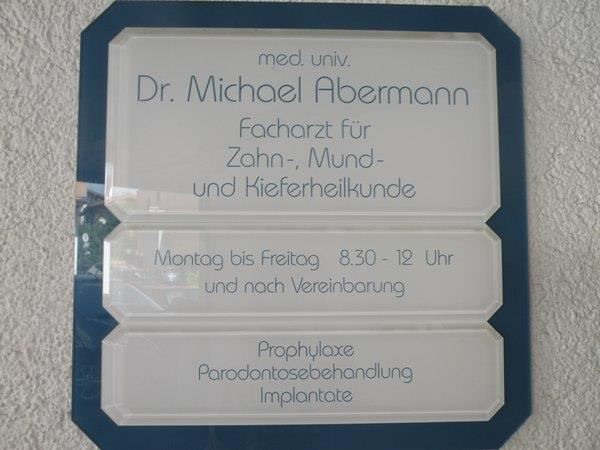 med. univ.
Dr. Michael Abermann
Facharzt für
Zahn-, Mund-
und Kieferheilkunde
Montag bis Freitag 8.30 - 12 Uhr
und nach Vereinbarung
Prophylaxe
Parodontosebehandlung
Implantate